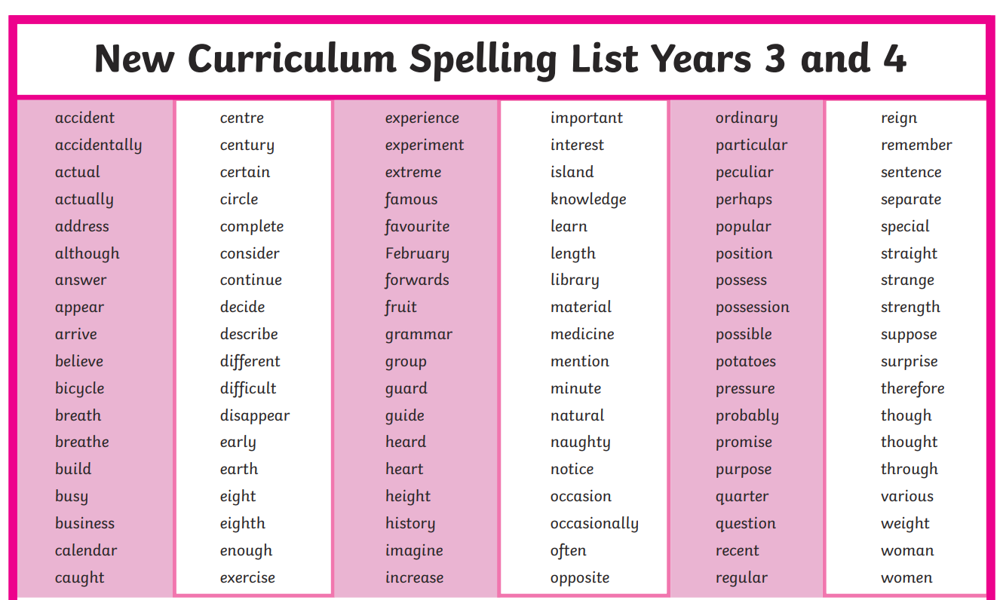 New Curriculum Spelling List Years 3 and 4
accident
accidentally
actual
actually
address
although
answer
appear
arrive
believe
bicycle
breath
breathe
build
busy
business
calendar
caught
centre
century
certain
circle
complete
consider
continue
decide
describe
different
difficult
disappear
early
earth
eight
eighth
enough
exercise
experience
experiment
extreme
famous
favourite
February
forwards
fruit
grammar
group
guard
guide
heard
heart
height
history
imagine
increase
important
interest
island
knowledge
learn
length
library
material
medicine
mention
minute
natural
naughty
notice
occasion
occasionally
often
opposite
ordinary
particular
peculiar
perhaps
popular
position
possess
possession
possible
potatoes
pressure
probably
promise
purpose
quarter
question
recent
regular
reign
remember
sentence
separate
special
straight
strange
strength
suppose
surprise
therefore
though
thought
through
various
weight
woman
women